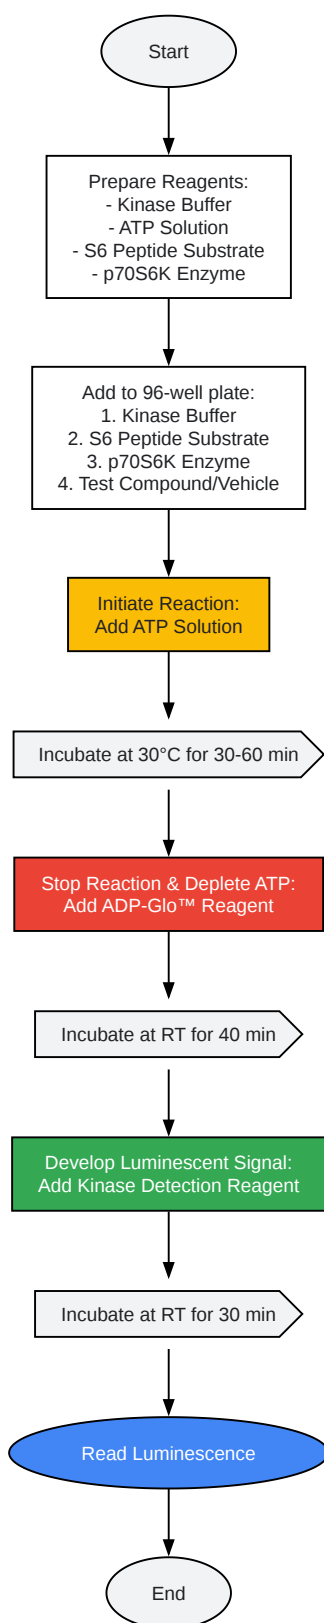 Start
Prepare Reagents:
- Kinase Buffer
- ATP Solution
- S6 Peptide Substrate
- p70S6K Enzyme
Add to 96-well plate:
1. Kinase Buffer
2. S6 Peptide Substrate
3. p70S6K Enzyme
4. Test Compound/Vehicle
Initiate Reaction:
Add ATP Solution
Incubate at 30°C for 30-60 min
Stop Reaction & Deplete ATP:
Add ADP-Glo™ Reagent
Incubate at RT for 40 min
Develop Luminescent Signal:
Add Kinase Detection Reagent
Incubate at RT for 30 min
Read Luminescence
End